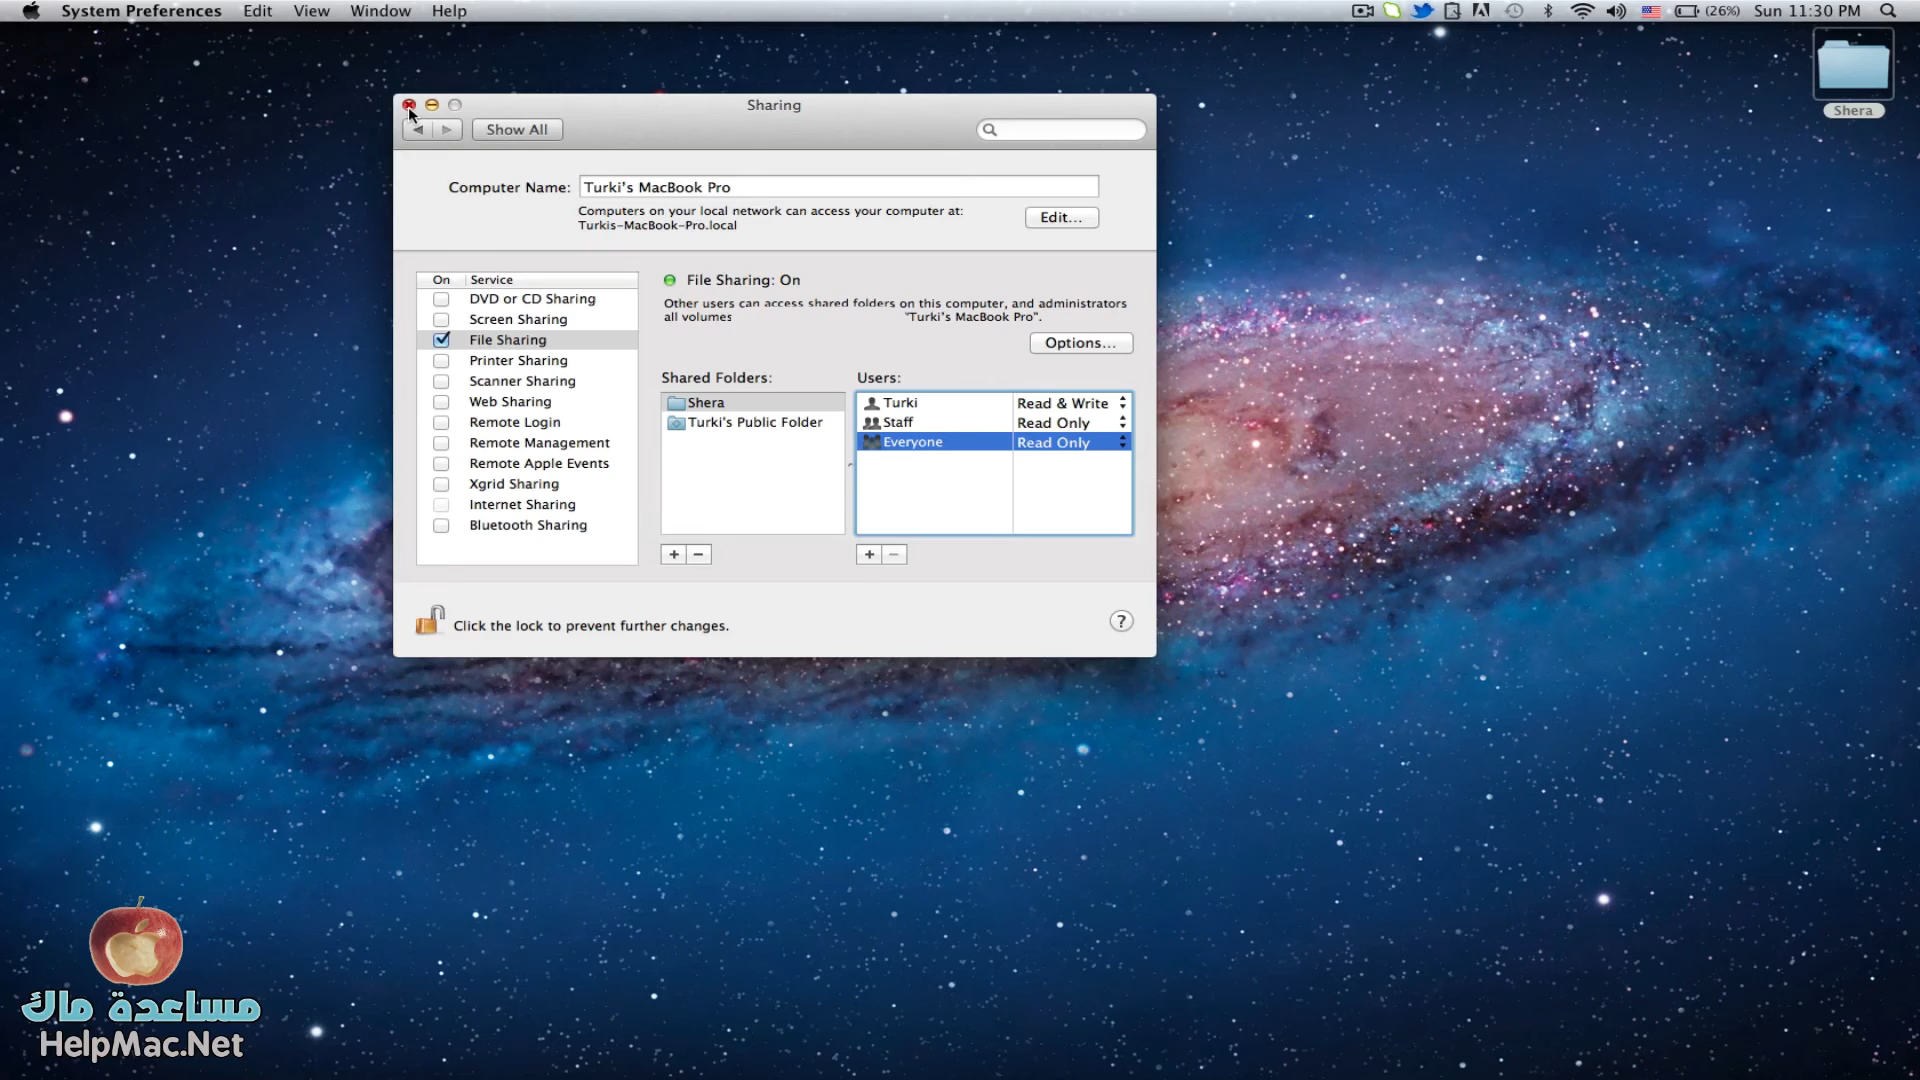 System Preferences Edit View Window Help
(26%) Sun 11:30 PM
Shera
Sharing
Show All
Computer Name: Turki's MacBook Pro
Computers on your local network can access your computer at:
Turkis-MacBook-Pro.local
Edit...
On Service
DVD or CD Sharing
Screen Sharing
File Sharing
Printer Sharing
Scanner Sharing
Web Sharing
Remote Login
Remote Management
Remote Apple Events
Xgrid Sharing
Internet Sharing
Bluetooth Sharing
File Sharing: On
Other users can access shared folders on this computer, and administrators
all volumes "Turki's MacBook Pro".
Options...
Shared Folders:
Shera
Turki's Public Folder
Users:
Turki Read & Write
Staff Read Only
Everyone Read Only
+ − + −
Click the lock to prevent further changes.
?
مساعدة ماك
HelpMac.Net